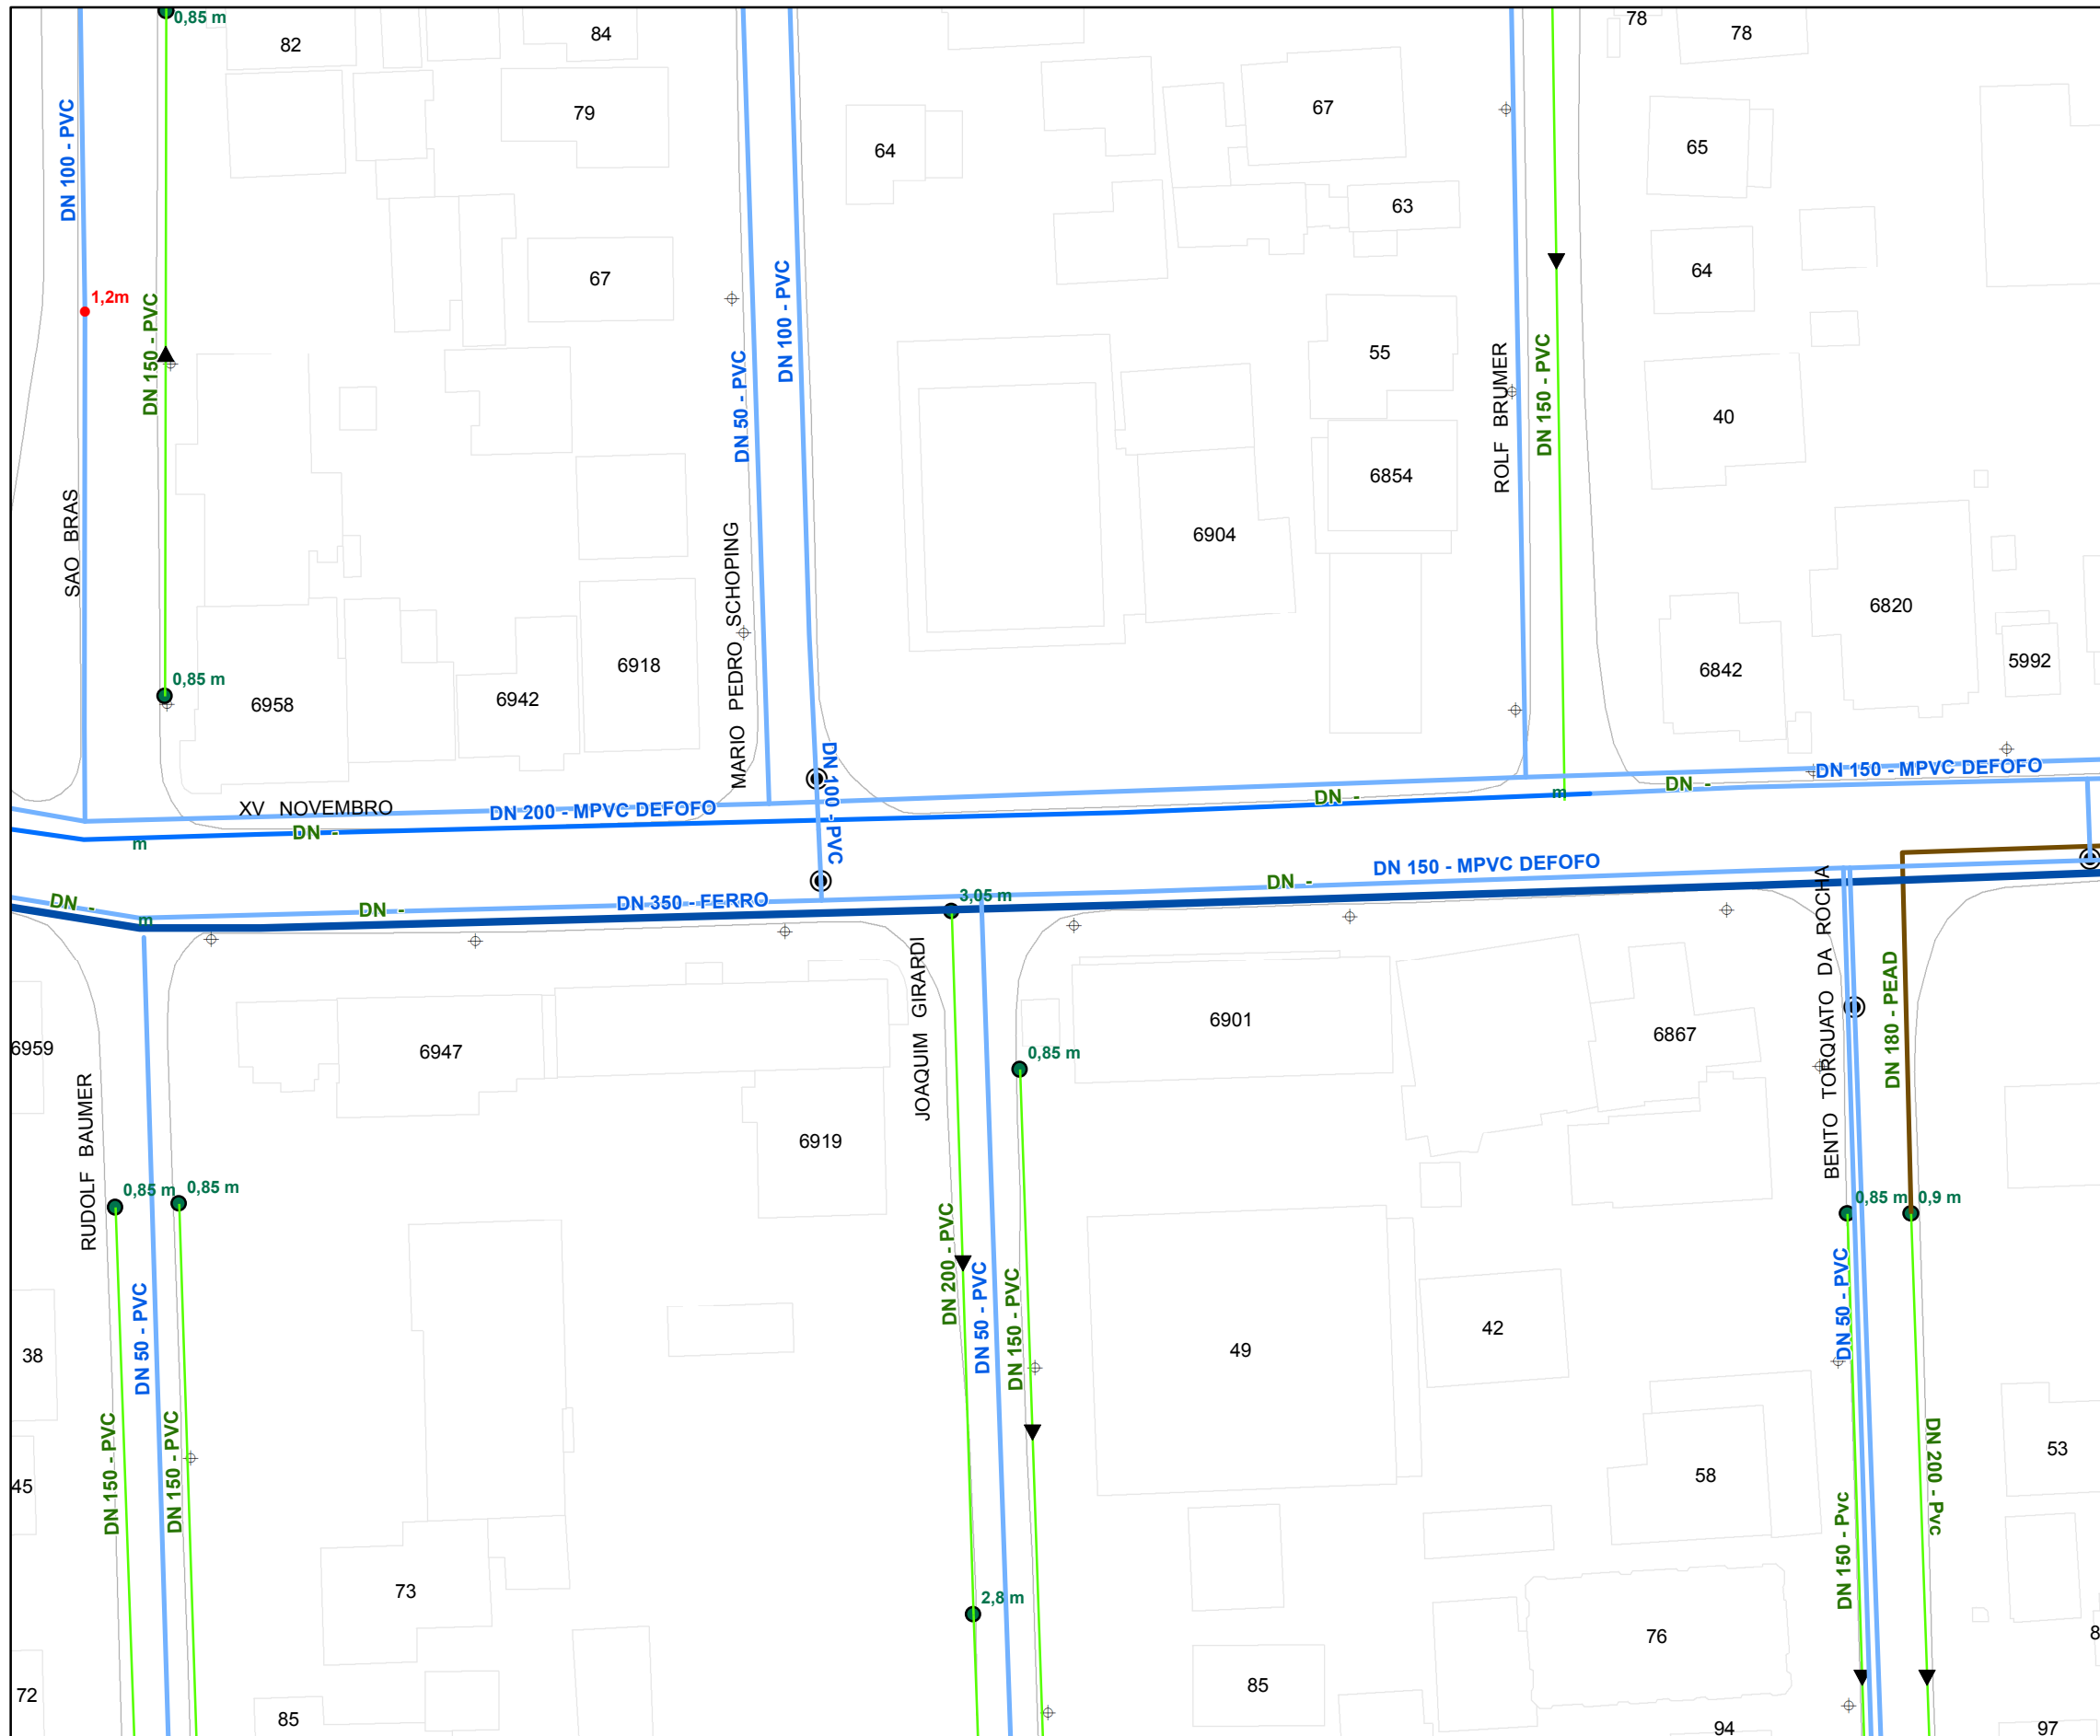 0,85 m
82
84
78
78
DN 100 - PVC
79
64
67
65
63
67
64
1,2m
DN 150 - PVC
DN 50 - PVC
DN 100 - PVC
55
ROLF BRUMER
DN 150 - PVC
40
SAO BRAS
6854
6904
MARIO PEDRO SCHOPING
6820
0,85 m
6958
6942
6918
6842
5992
XV NOVEMBRO
DN 200 - MPVC DEFOFO
DN 100 - PVC
DN -
DN -
m
DN -
DN 150 - MPVC DEFOFO
DN -
m
DN -
m
DN -
DN 350 - FERRO
3,05 m
DN -
DN 150 - MPVC DEFOFO
BENTO TORQUATO DA ROCHA
DN 180 - PEAD
6959
6947
JOAQUIM GIRARDI
6901
6867
0,85 m
RUDOLF BAUMER
6919
0,85 m
0,85 m
0,85 m
0,9 m
DN 50 - PVC
DN 200 - PVC
DN 50 - PVC
DN 150 - PVC
DN 50 - PVC
38
49
42
DN 150 - PVC
DN 150 - PVC
DN 200 - Pvc
53
45
58
DN 150 - Pvc
73
2,8 m
76
8
72
85
85
94
97